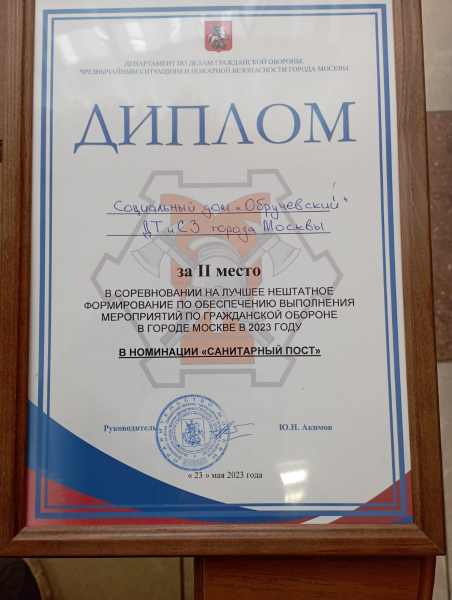 ДЕПАРТАМЕНТ ПО ДЕЛАМ ГРАЖДАНСКОЙ ОБОРОНЫ,
ЧРЕЗВЫЧАЙНЫМ СИТУАЦИЯМ И ПОЖАРНОЙ БЕЗОПАСНОСТИ ГОРОДА МОСКВЫ
ДИПЛОМ
Социальный дом "Обручевский"
ДТиСЗ города Москвы
за II место
В СОРЕВНОВАНИИ НА ЛУЧШЕЕ НЕШТАТНОЕ
ФОРМИРОВАНИЕ ПО ОБЕСПЕЧЕНИЮ ВЫПОЛНЕНИЯ
МЕРОПРИЯТИЙ ПО ГРАЖДАНСКОЙ ОБОРОНЕ
В ГОРОДЕ МОСКВЕ В 2023 ГОДУ
В НОМИНАЦИИ «САНИТАРНЫЙ ПОСТ»
Руководитель Ю.Н. Акимов
« 23 » мая 2023 года